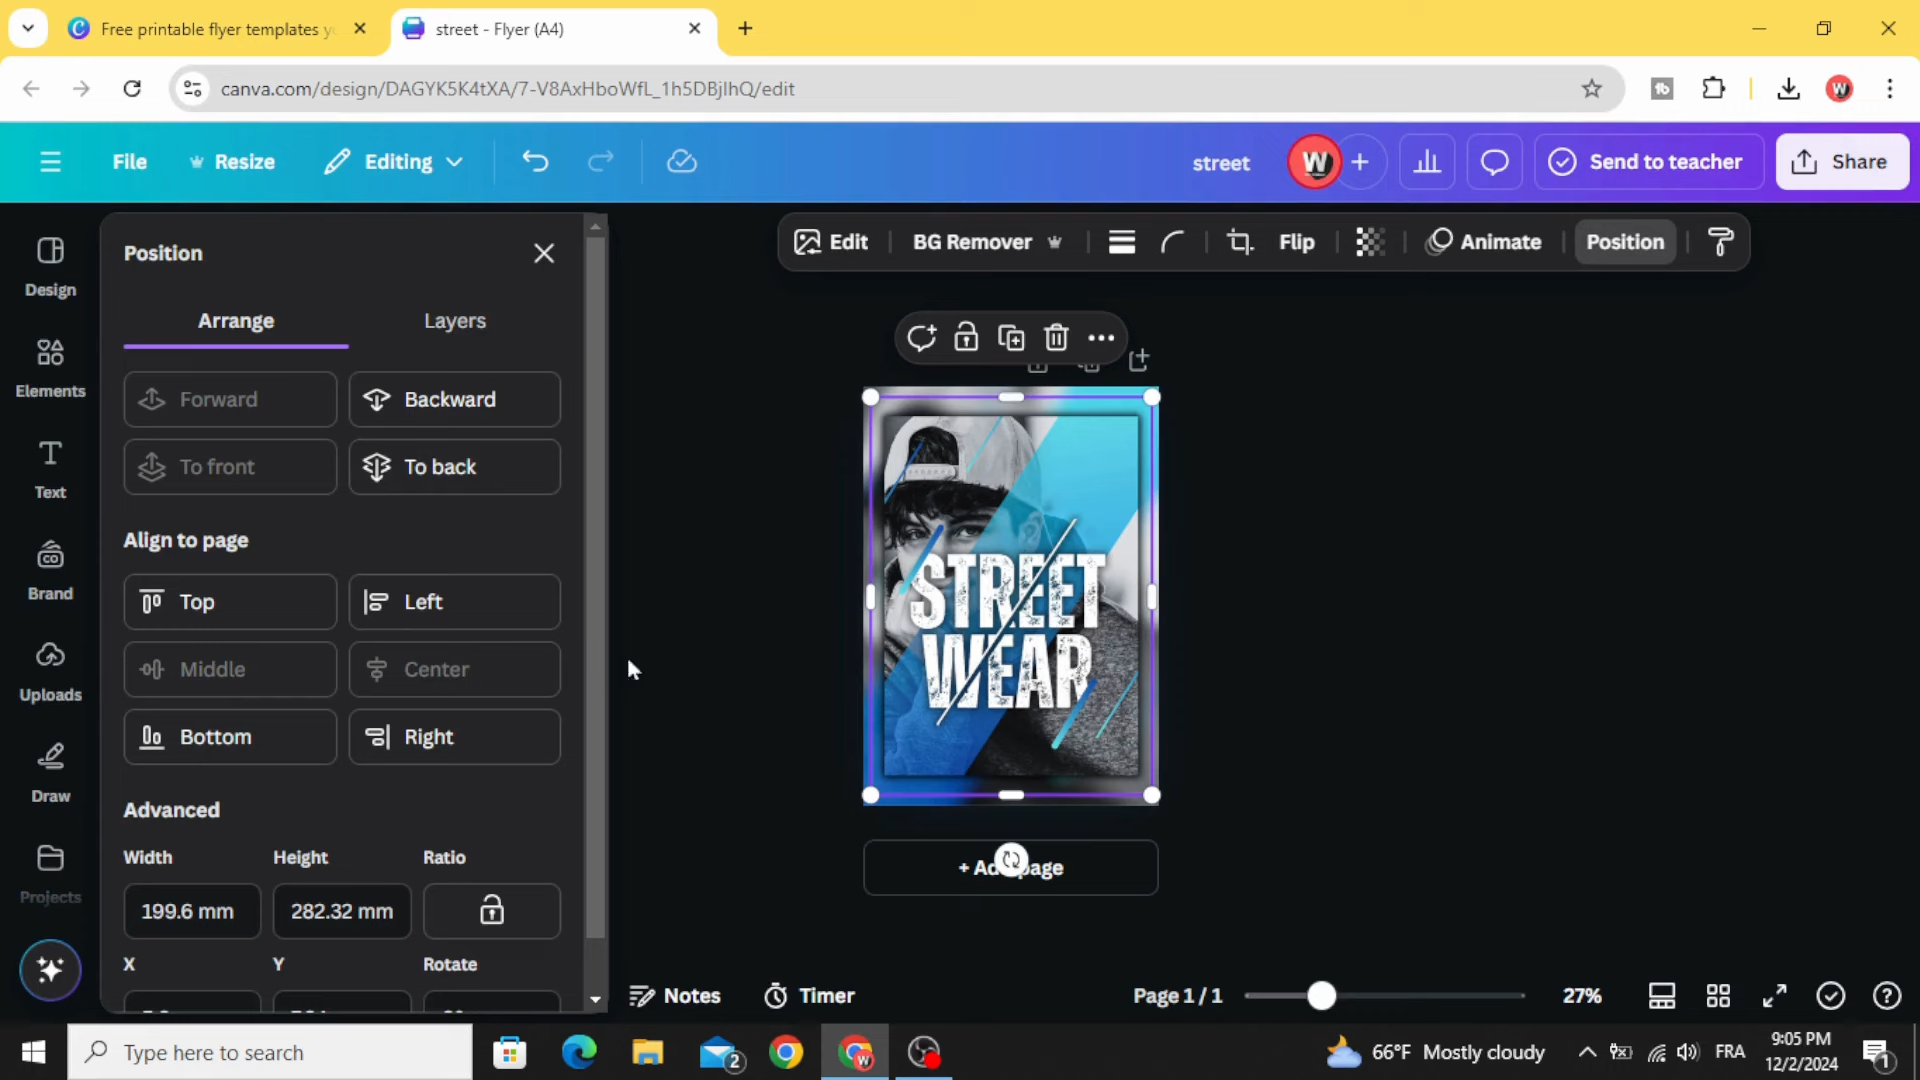 Free printable flyer templates y
street - Flyer (A4)
canva.com/design/DAGYK5K4tXA/7-V8AxHboWfL_1h5DBjlhQ/edit
File
Resize
Editing
street
W
Send to teacher
Share
Design
Elements
Text
Brand
Uploads
Draw
Projects
Position
Arrange
Layers
Forward
Backward
To front
To back
Align to page
Top
Left
Middle
Center
Bottom
Right
Advanced
Width
Height
Ratio
199.6 mm
282.32 mm
X
Y
Rotate
Edit
BG Remover
Flip
Animate
Position
STREET
WEAR
Notes
Timer
Page 1 / 1
27%
Type here to search
2
66°F Mostly cloudy
FRA
9:05 PM
12/2/2024
1